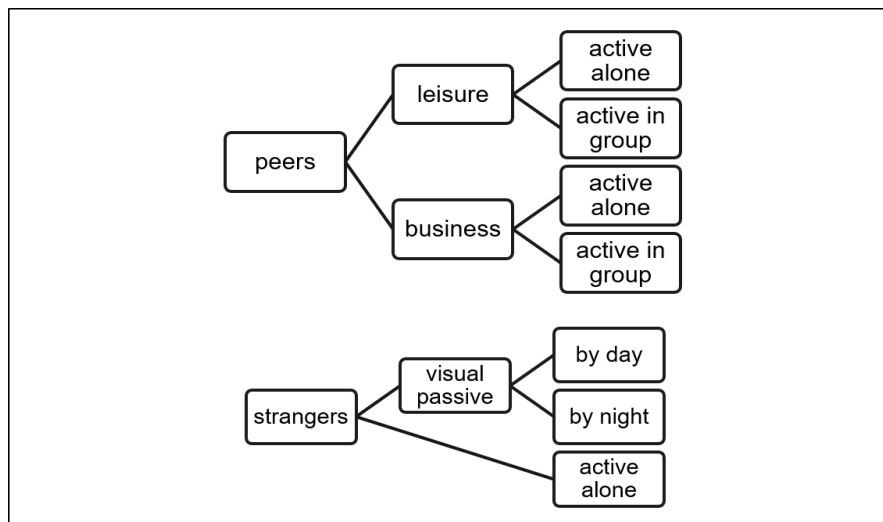 peers
leisure
active
alone
active in
group
business
active
alone
active in
group
strangers
visual
passive
by day
by night
active
alone